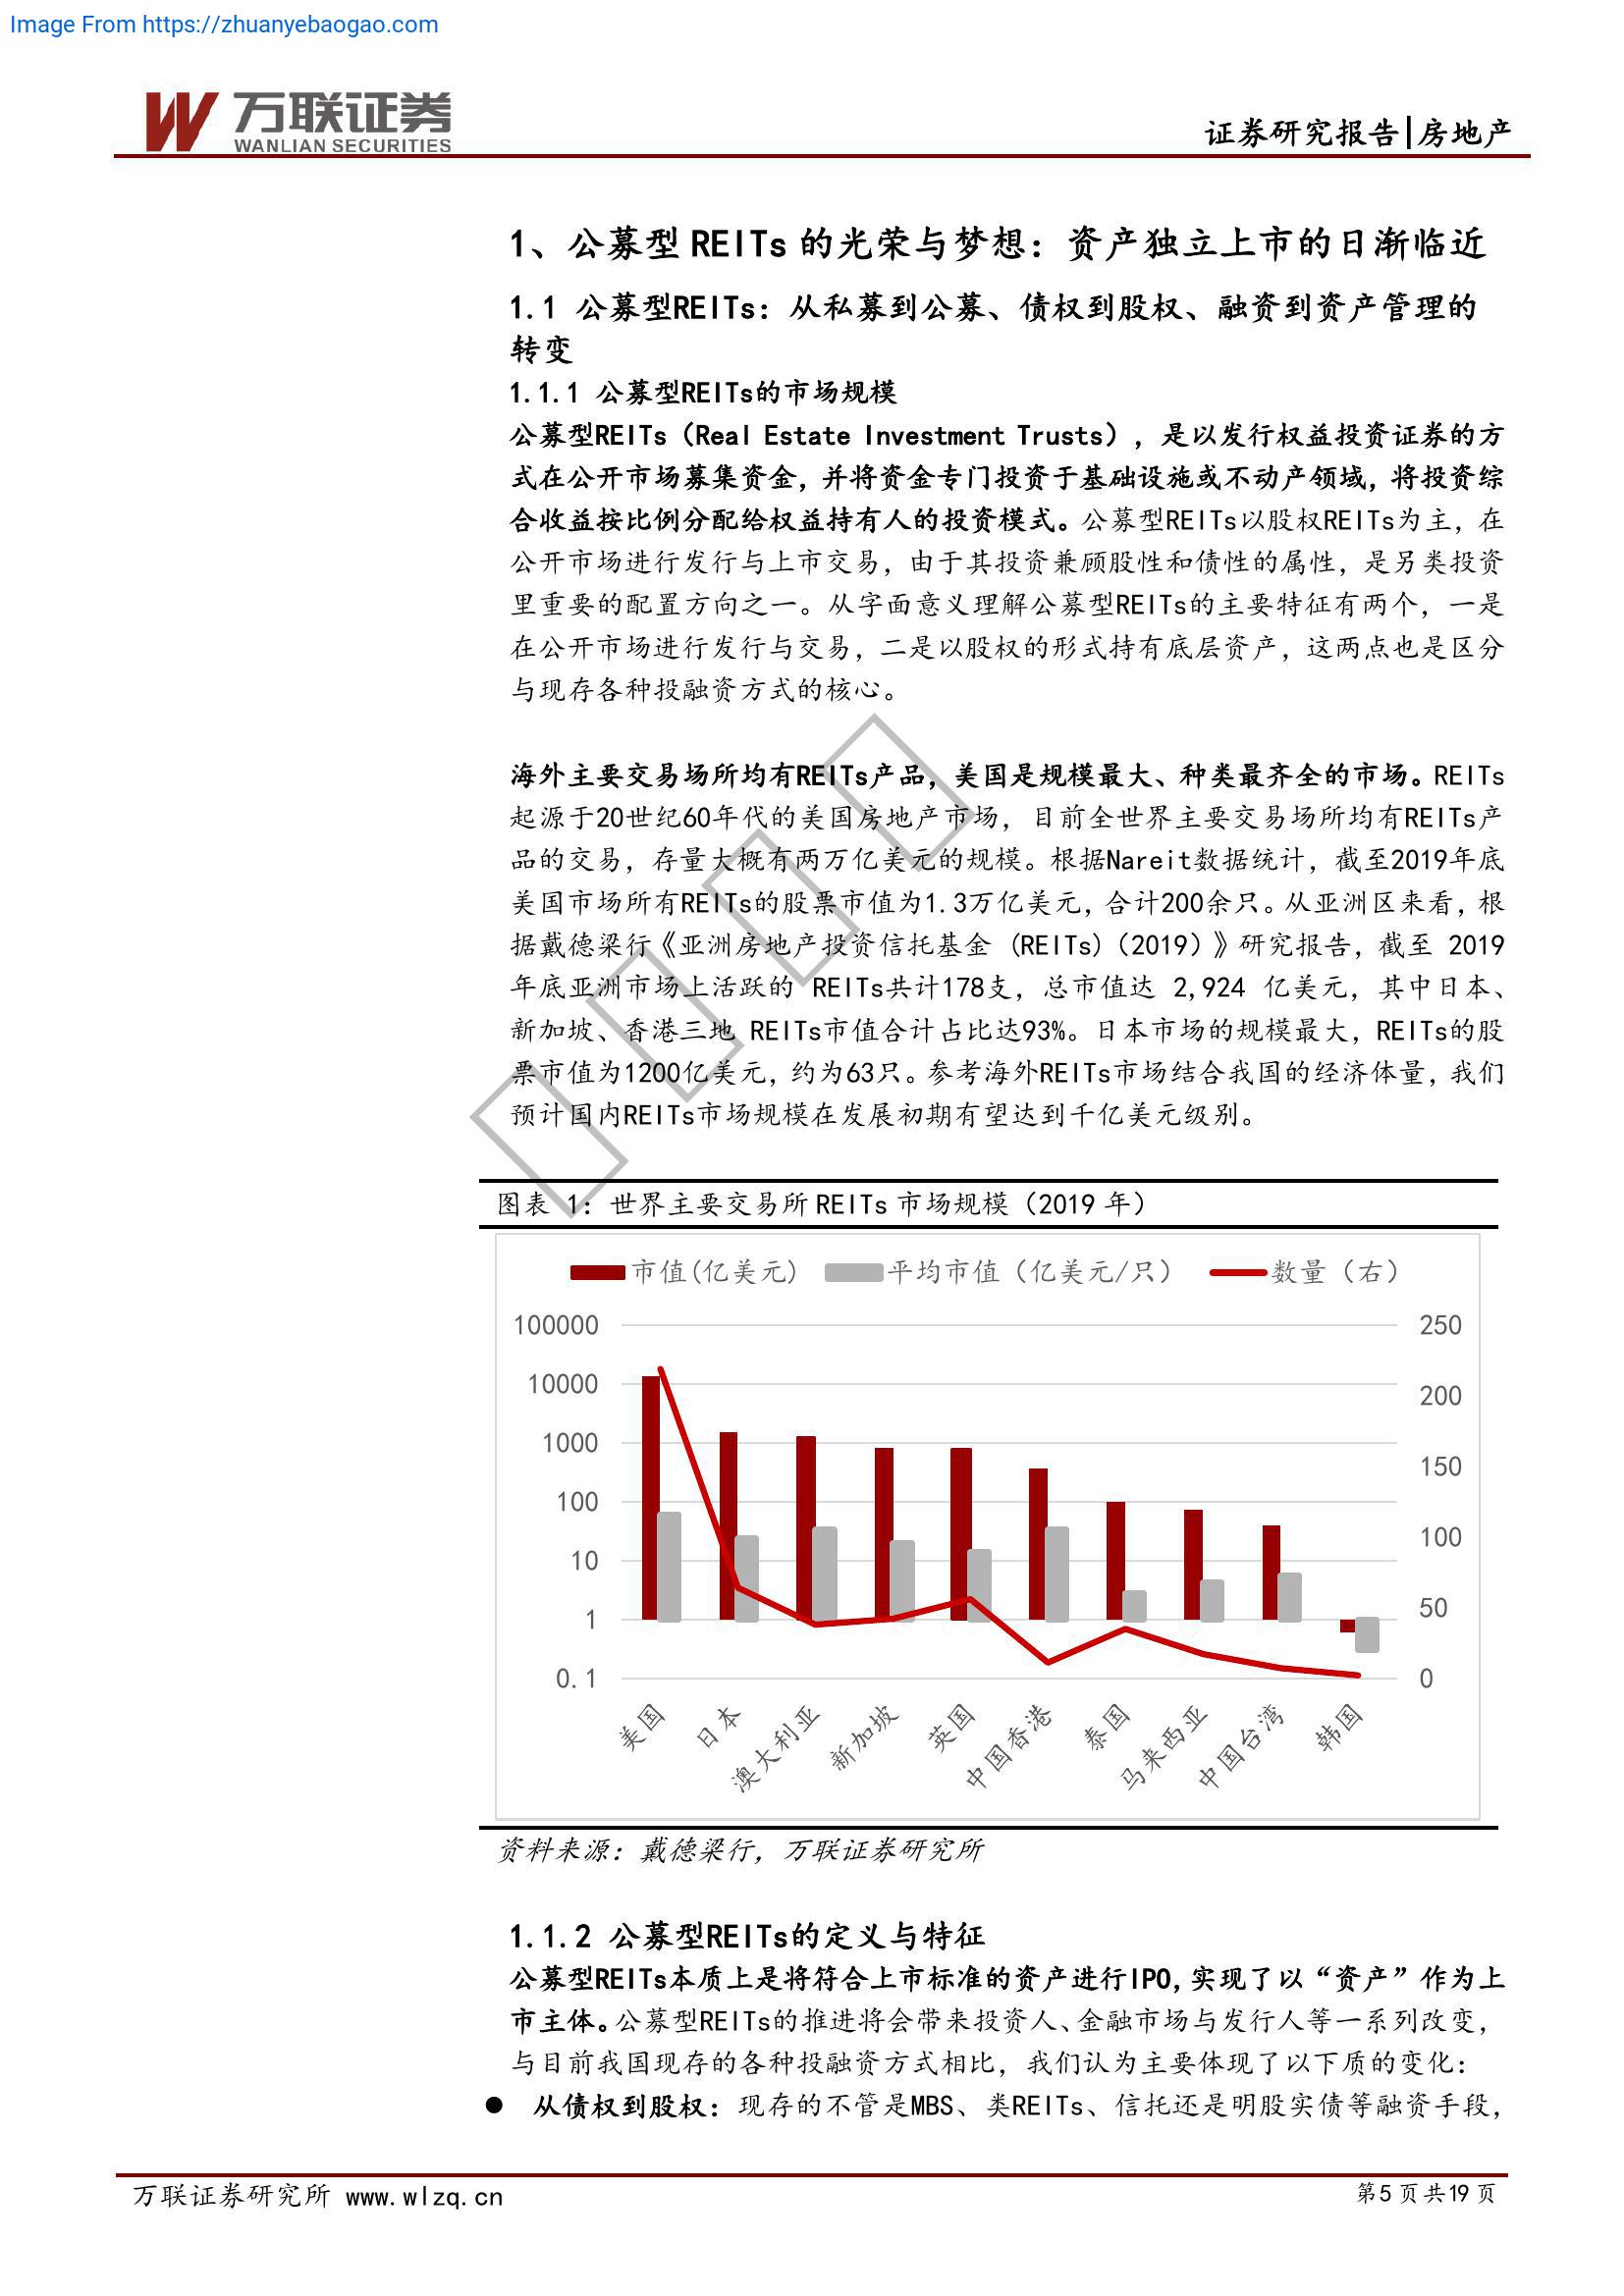 Image From https://zhuanyebaogao.com
万联证券
WANLIAN SECURITIES
证券研究报告|房地产
1、公募型 REITs 的光荣与梦想：资产独立上市的日渐临近
1.1 公募型REITs：从私募到公募、债权到股权、融资到资产管理的
转变
1.1.1 公募型REITs的市场规模
公募型REITs（Real Estate Investment Trusts），是以发行权益投资证券的方
式在公开市场募集资金，并将资金专门投资于基础设施或不动产领域，将投资综
合收益按比例分配给权益持有人的投资模式。公募型REITs以股权REITs为主，在
公开市场进行发行与上市交易，由于其投资兼顾股性和债性的属性，是另类投资
里重要的配置方向之一。从字面意义理解公募型REITs的主要特征有两个，一是
在公开市场进行发行与交易，二是以股权的形式持有底层资产，这两点也是区分
与现存各种投融资方式的核心。
海外主要交易场所均有REITs产品，美国是规模最大、种类最齐全的市场。REITs
起源于20世纪60年代的美国房地产市场，目前全世界主要交易场所均有REITs产
品的交易，存量大概有两万亿美元的规模。根据Nareit数据统计，截至2019年底
美国市场所有REITs的股票市值为1.3万亿美元，合计200余只。从亚洲区来看，根
据戴德梁行《亚洲房地产投资信托基金 (REITs)（2019）》研究报告，截至 2019
年底亚洲市场上活跃的 REITs共计178支，总市值达 2,924 亿美元，其中日本、
新加坡、香港三地 REITs市值合计占比达93%。日本市场的规模最大，REITs的股
票市值为1200亿美元，约为63只。参考海外REITs市场结合我国的经济体量，我们
预计国内REITs市场规模在发展初期有望达到千亿美元级别。
图表 1：世界主要交易所 REITs 市场规模（2019 年）
市值(亿美元) 平均市值（亿美元/只） 数量（右）
100000 250
10000 200
1000 150
100 100
10 50
1 0
0.1
美国 日本 澳大利亚 新加坡 英国 中国香港 泰国 马来西亚 中国台湾 韩国
资料来源：戴德梁行，万联证券研究所
1.1.2 公募型REITs的定义与特征
公募型REITs本质上是将符合上市标准的资产进行IPO，实现了以“资产”作为上
市主体。公募型REITs的推进将会带来投资人、金融市场与发行人等一系列改变，
与目前我国现存的各种投融资方式相比，我们认为主要体现了以下质的变化：
● 从债权到股权：现存的不管是MBS、类REITs、信托还是明股实债等融资手段，
万联证券研究所 www.wlzq.cn
第5 页共19 页